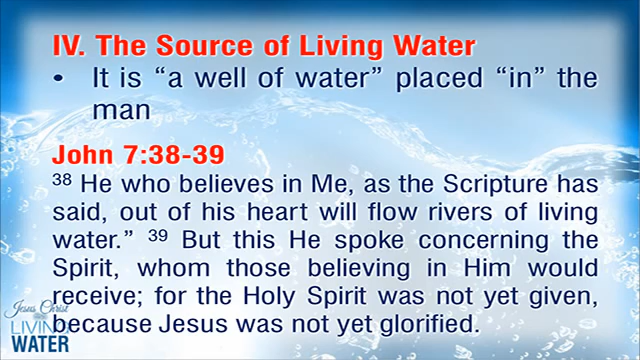 IV. The Source of Living Water
• It is “a well of water” placed “in” the
man
John 7:38-39
38 He who believes in Me, as the Scripture has
said, out of his heart will flow rivers of living
water.” 39 But this He spoke concerning the
Spirit, whom those believing in Him would
receive; for the Holy Spirit was not yet given,
because Jesus was not yet glorified.
Jesus Christ
LIVING
WATER